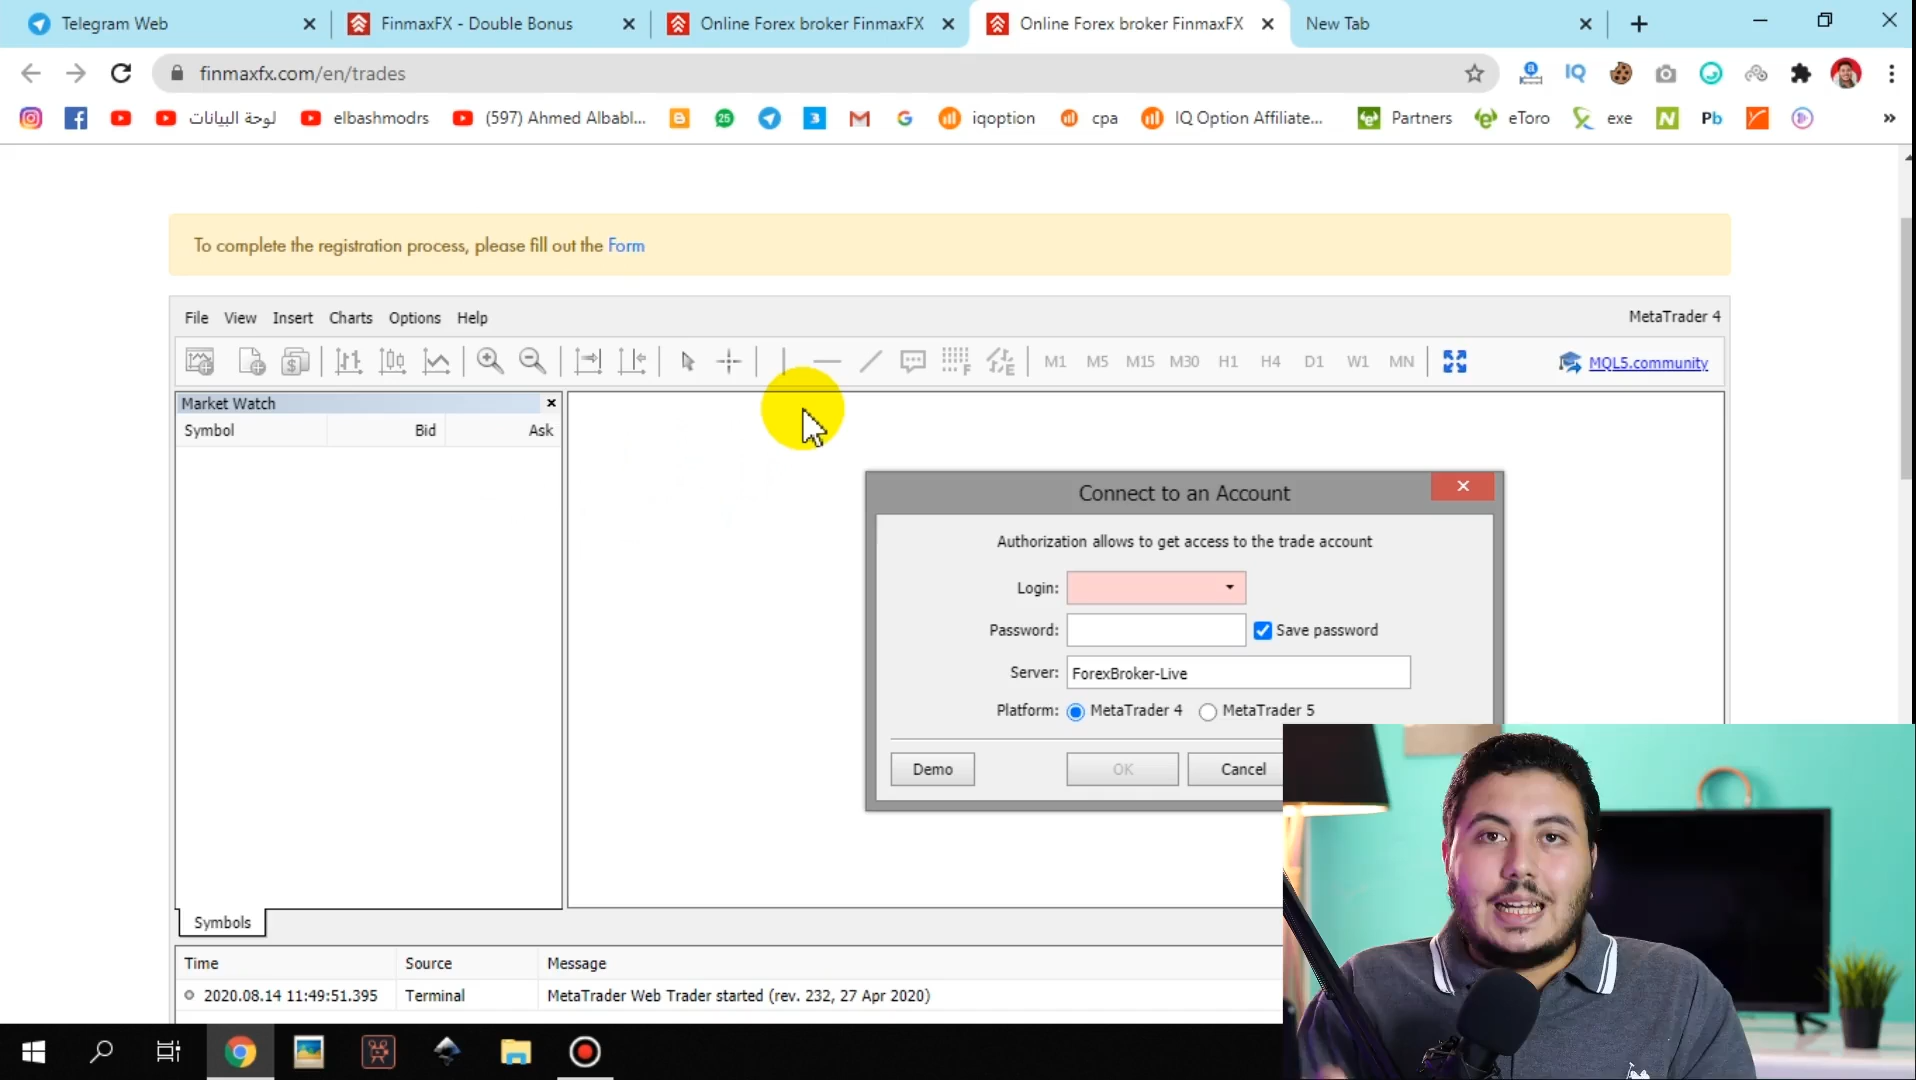 Telegram Web
FinmaxFX - Double Bonus
Online Forex broker FinmaxFX
Online Forex broker FinmaxFX
New Tab
finmaxfx.com/en/trades
IQ
لوحة البيانات
elbashmodrs
(597) Ahmed Albabl...
25
3
iqoption
cpa
IQ Option Affiliate...
Partners
eToro
exe
N
Pb
To complete the registration process, please fill out the Form
File View Insert Charts Options Help
MetaTrader 4
M1 M5 M15 M30 H1 H4 D1 W1 MN
MQL5.community
Market Watch
Symbol Bid Ask
Connect to an Account
Authorization allows to get access to the trade account
Login:
Password:
Save password
Server: ForexBroker-Live
Platform: MetaTrader 4 MetaTrader 5
Demo OK Cancel
Symbols
Time Source Message
2020.08.14 11:49:51.395 Terminal MetaTrader Web Trader started (rev. 232, 27 Apr 2020)